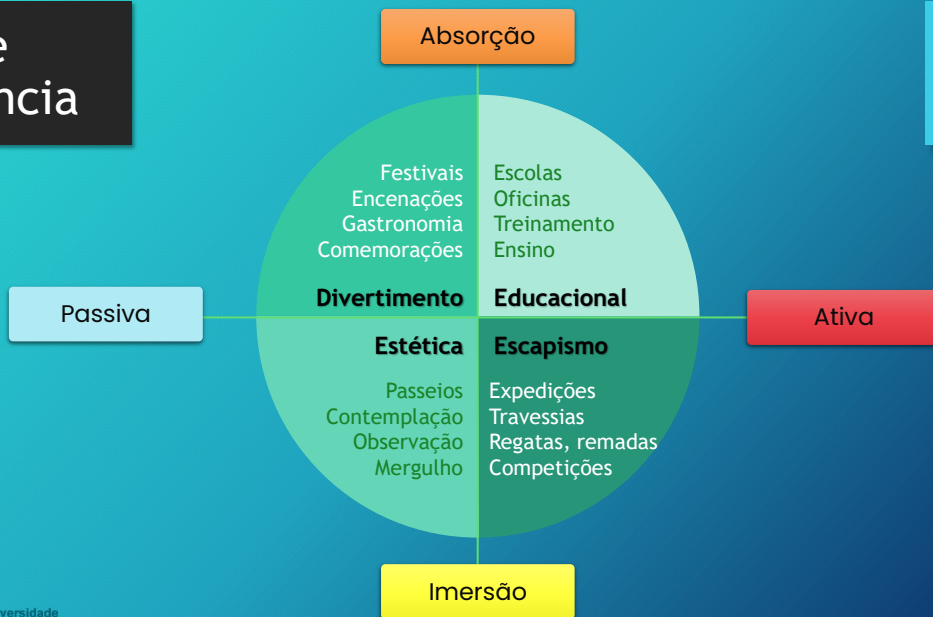 Absorção
Festivais
Encenações
Gastronomia
Comemorações
Divertimento
Escolas
Oficinas
Treinamento
Ensino
Educacional
Passiva
Ativa
Estética
Passeios
Contemplação
Observação
Mergulho
Escapismo
Expedições
Travessias
Regatas, remadas
Competições
Imersão